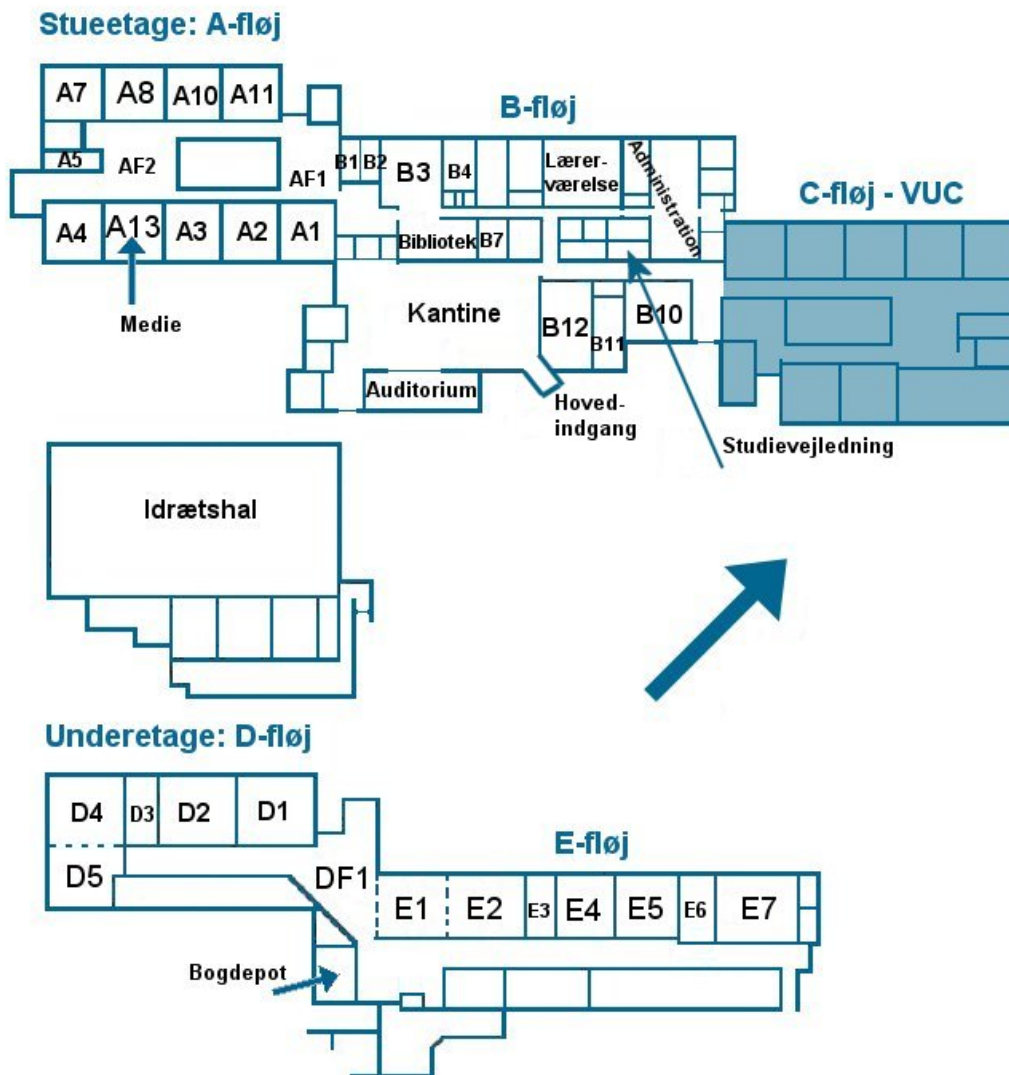 Stueetage: A-fløj
A7
A8
A10
A11
B-fløj
A5
AF2
AF1
B1
B2
B3
B4
Lærer-
værelse
Administration
C-fløj - VUC
A4
A13
A3
A2
A1
Bibliotek
B7
Medie
Kantine
B12
B11
B10
Auditorium
Hoved-
indgang
Studievejledning
Idrætshal
Underetage: D-fløj
D4
D3
D2
D1
E-fløj
D5
DF1
E1
E2
E3
E4
E5
E6
E7
Bogdepot